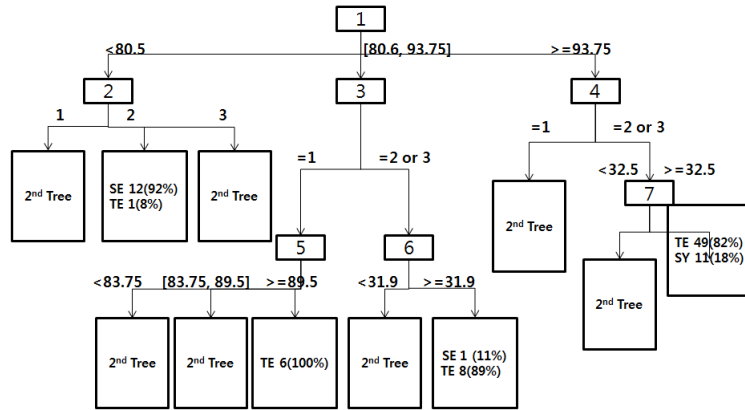 1
<80.5
[80.6, 93.75]
>=93.75
2
3
4
1
2
3
=1
=2 or 3
=1
=2 or 3
<32.5
>=32.5
2nd Tree
SE 12(92%)
TE 1(8%)
2nd Tree
2nd Tree
7
5
6
TE 49(82%)
SY 11(18%)
2nd Tree
<83.75
[83.75, 89.5]
>=89.5
<31.9
>=31.9
2nd Tree
2nd Tree
TE 6(100%)
2nd Tree
SE 1 (11%)
TE 8(89%)